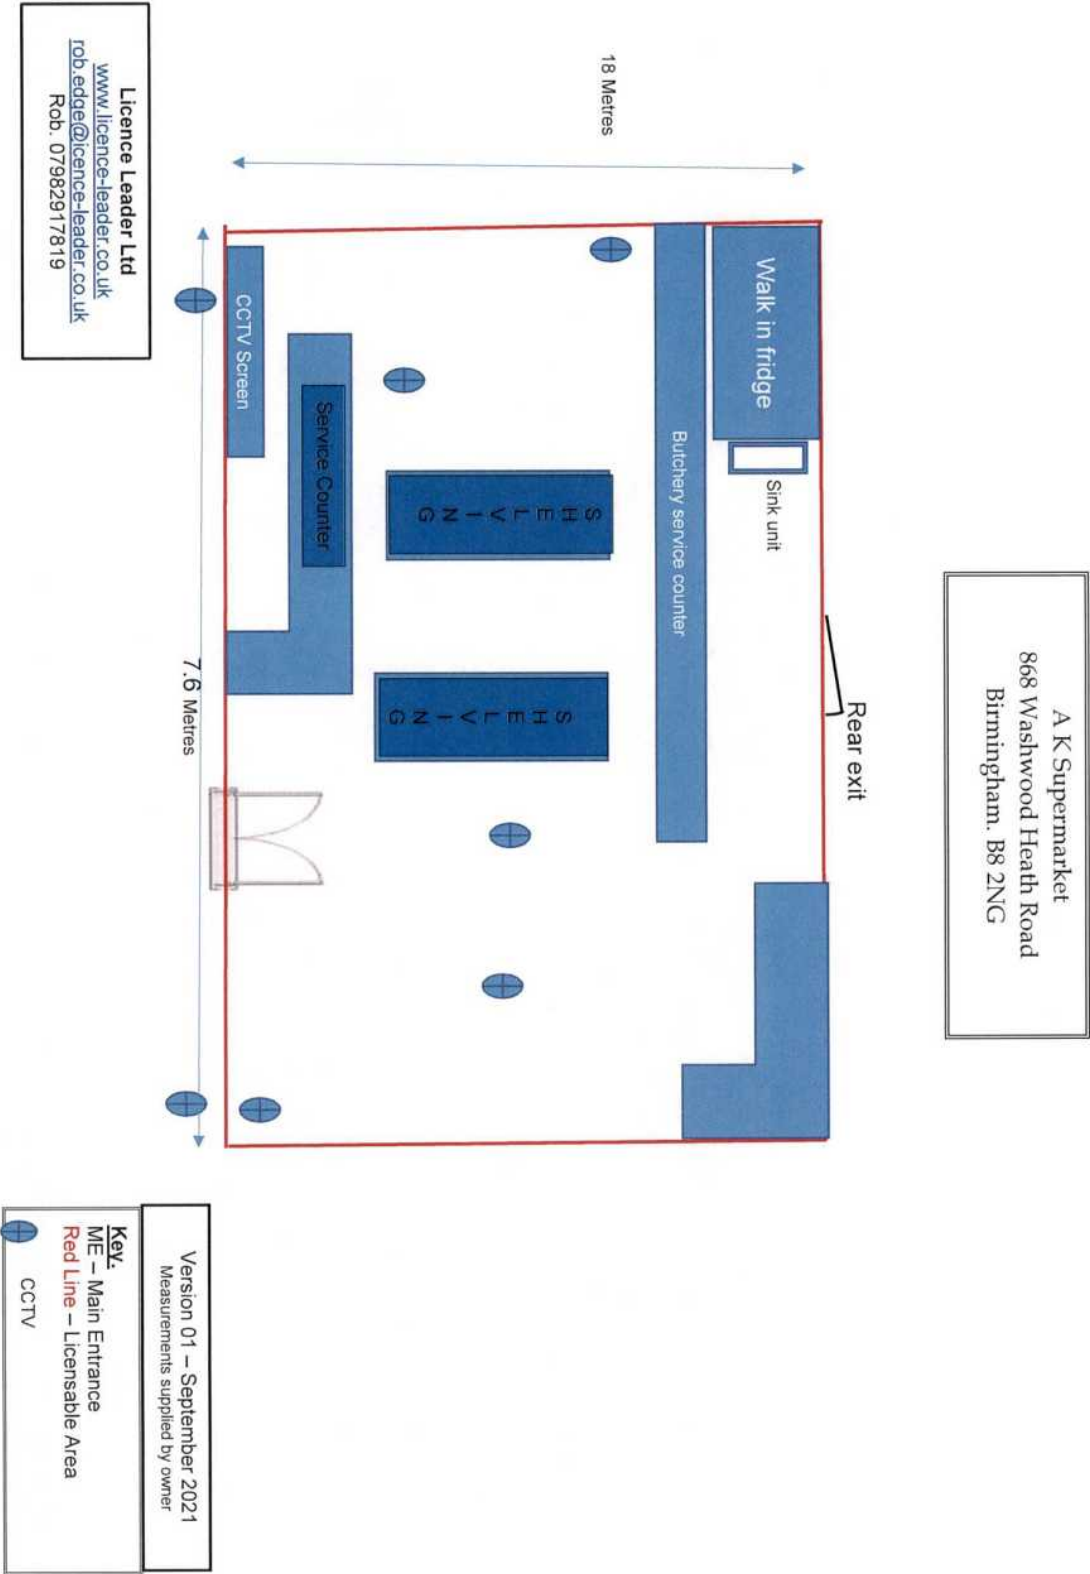 A K Supermarket
868 Washwood Heath Road
Birmingham. B8 2NG
Rear exit
18 Metres
Walk in fridge
Sink unit
Butchery service counter
SHELVING
SHELVING
Service Counter
CCTV Screen
7.6 Metres
Licence Leader Ltd
www.licence-leader.co.uk
rob.edge@icence-leader.co.uk
Rob. 07982917819
Version 01 – September 2021
Measurements supplied by owner
Key.
ME – Main Entrance
Red Line – Licensable Area
CCTV